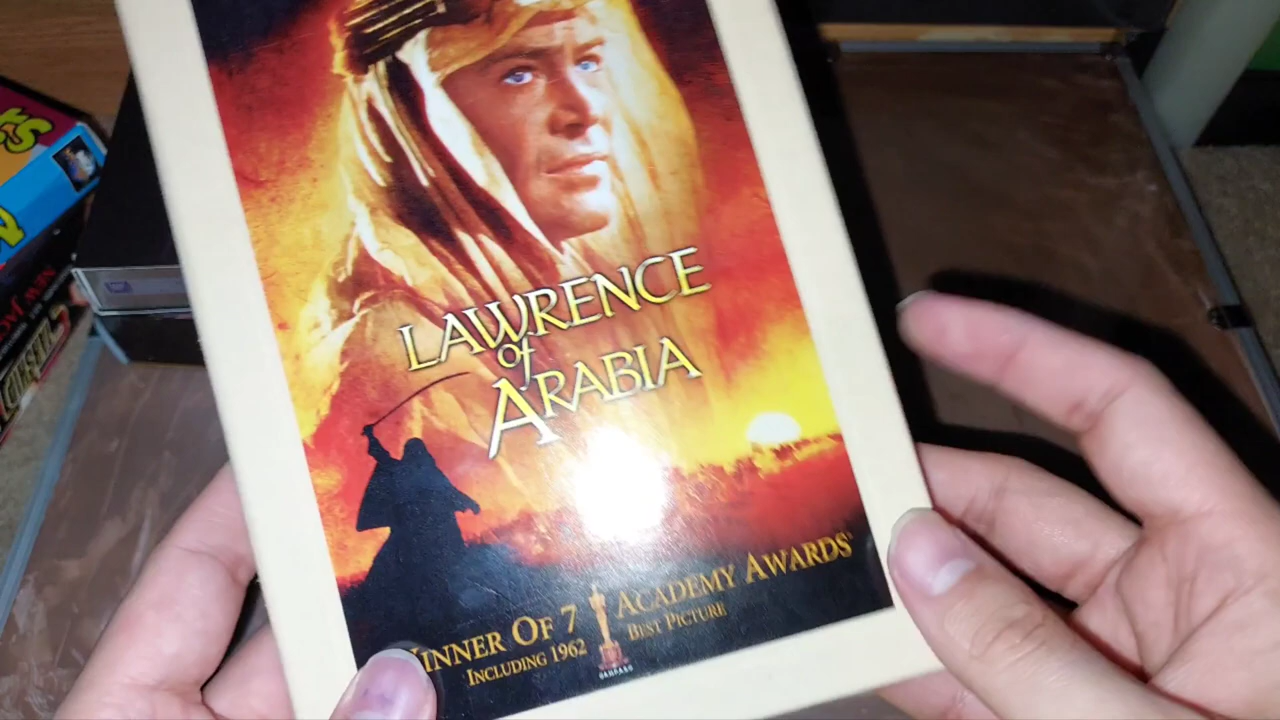 LAWRENCE
of
ARABIA
WINNER OF 7
INCLUDING 1962
ACADEMY AWARDS®
BEST PICTURE